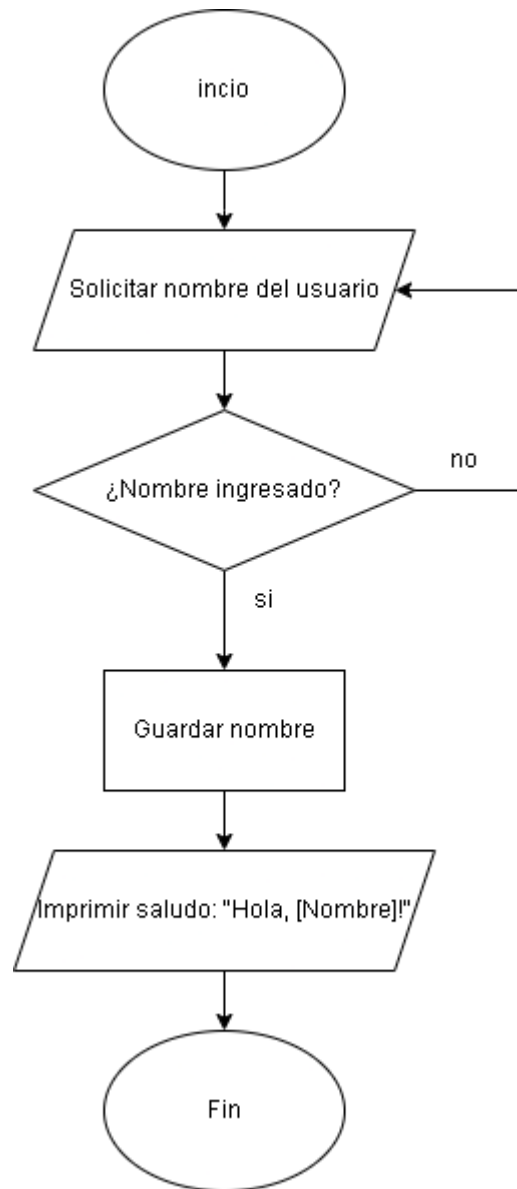 incio
Solicitar nombre del usuario
¿Nombre ingresado?
no
si
Guardar nombre
Imprimir saludo: "Hola, [Nombre]!"
Fin